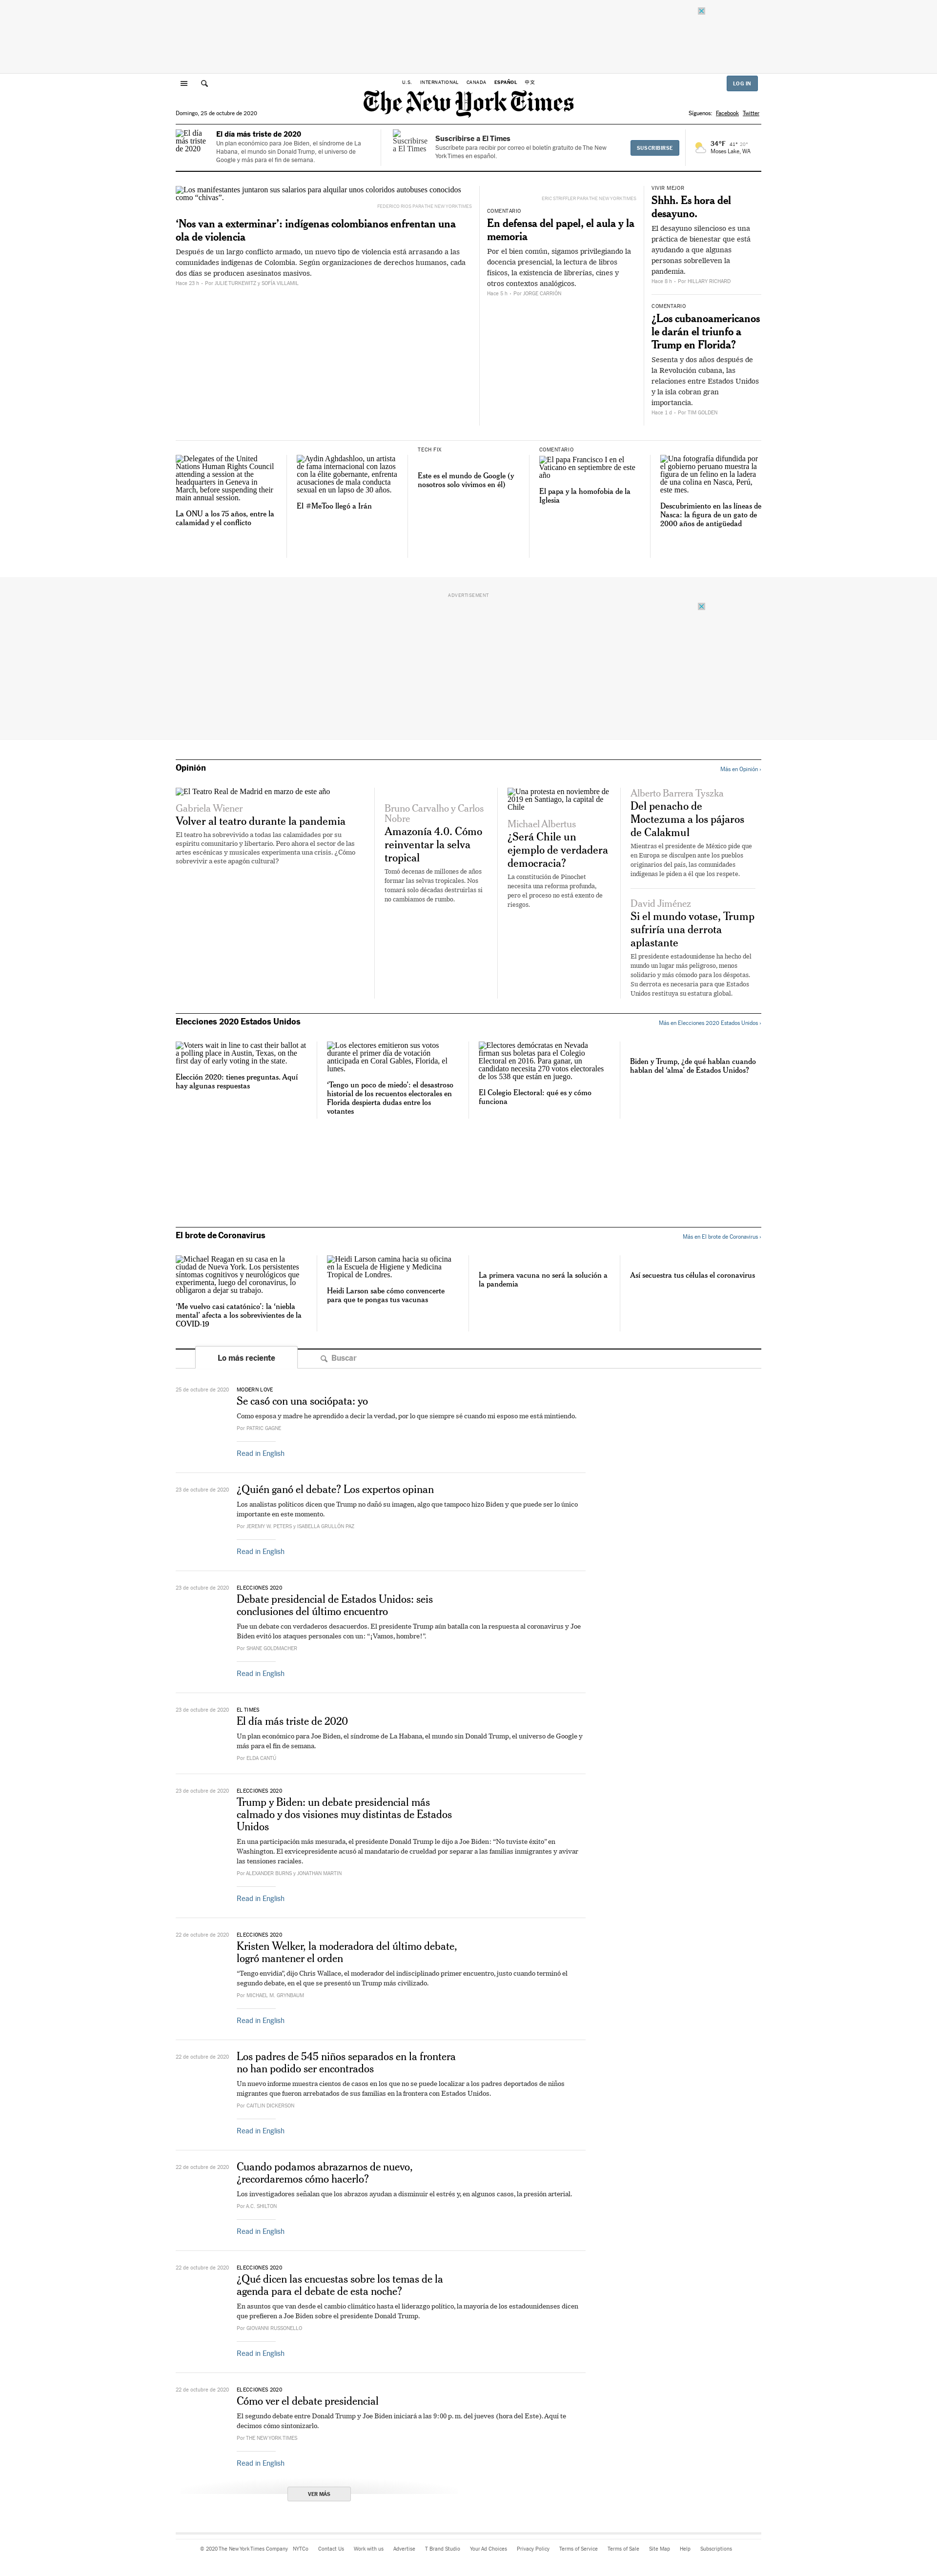 U.S. INTERNATIONAL CANADA ESPAÑOL 中文
LOG IN
The New York Times
Domingo, 25 de octubre de 2020
Síguenos: Facebook Twitter
El día
más triste
de 2020
El día más triste de 2020
Un plan económico para Joe Biden, el síndrome de La
Habana, el mundo sin Donald Trump, el universo de
Google y más para el fin de semana.
Suscribirse
a El Times
Suscribirse a El Times
Suscríbete para recibir por correo el boletín gratuito de The New
York Times en español.
SUSCRIBIRSE
34°F 41° 20°
Moses Lake, WA
Los manifestantes juntaron sus salarios para alquilar unos coloridos autobuses conocidos
como “chivas”.
FEDERICO RIOS PARA THE NEW YORK TIMES
‘Nos van a exterminar’: indígenas colombianos enfrentan una
ola de violencia
Después de un largo conflicto armado, un nuevo tipo de violencia está arrasando a las
comunidades indígenas de Colombia. Según organizaciones de derechos humanos, cada
dos días se producen asesinatos masivos.
Hace 23 h – Por JULIE TURKEWITZ y SOFÍA VILLAMIL
ERIC STRIFFLER PARA THE NEW YORK TIMES
COMENTARIO
En defensa del papel, el aula y la
memoria
Por el bien común, sigamos privilegiando la
docencia presencial, la lectura de libros
físicos, la existencia de librerías, cines y
otros contextos analógicos.
Hace 5 h – Por JORGE CARRIÓN
VIVIR MEJOR
Shhh. Es hora del
desayuno.
El desayuno silencioso es una
práctica de bienestar que está
ayudando a que algunas
personas sobrelleven la
pandemia.
Hace 8 h – Por HILLARY RICHARD
COMENTARIO
¿Los cubanoamericanos
le darán el triunfo a
Trump en Florida?
Sesenta y dos años después de
la Revolución cubana, las
relaciones entre Estados Unidos
y la isla cobran gran
importancia.
Hace 1 d – Por TIM GOLDEN
Delegates of the United
Nations Human Rights Council
attending a session at the
headquarters in Geneva in
March, before suspending their
main annual session.
La ONU a los 75 años, entre la
calamidad y el conflicto
Aydin Aghdashloo, un artista
de fama internacional con lazos
con la élite gobernante, enfrenta
acusaciones de mala conducta
sexual en un lapso de 30 años.
El #MeToo llegó a Irán
TECH FIX
Este es el mundo de Google (y
nosotros solo vivimos en él)
COMENTARIO
El papa Francisco I en el
Vaticano en septiembre de este
año
El papa y la homofobia de la
Iglesia
Una fotografía difundida por
el gobierno peruano muestra la
figura de un felino en la ladera
de una colina en Nasca, Perú,
este mes.
Descubrimiento en las líneas de
Nasca: la figura de un gato de
2000 años de antigüedad
ADVERTISEMENT
Opinión
Más en Opinión ›
El Teatro Real de Madrid en marzo de este año
Gabriela Wiener
Volver al teatro durante la pandemia
El teatro ha sobrevivido a todas las calamidades por su
espíritu comunitario y libertario. Pero ahora el sector de las
artes escénicas y musicales experimenta una crisis. ¿Cómo
sobrevivir a este apagón cultural?
Bruno Carvalho y Carlos
Nobre
Amazonía 4.0. Cómo
reinventar la selva
tropical
Tomó decenas de millones de años
formar las selvas tropicales. Nos
tomará solo décadas destruirlas si
no cambiamos de rumbo.
Una protesta en noviembre de
2019 en Santiago, la capital de
Chile
Michael Albertus
¿Será Chile un
ejemplo de verdadera
democracia?
La constitución de Pinochet
necesita una reforma profunda,
pero el proceso no está exento de
riesgos.
Alberto Barrera Tyszka
Del penacho de
Moctezuma a los pájaros
de Calakmul
Mientras el presidente de México pide que
en Europa se disculpen ante los pueblos
originarios del país, las comunidades
indígenas le piden a él que los respete.
David Jiménez
Si el mundo votase, Trump
sufriría una derrota
aplastante
El presidente estadounidense ha hecho del
mundo un lugar más peligroso, menos
solidario y más cómodo para los déspotas.
Su derrota es necesaria para que Estados
Unidos restituya su estatura global.
Elecciones 2020 Estados Unidos
Más en Elecciones 2020 Estados Unidos ›
Voters wait in line to cast their ballot at
a polling place in Austin, Texas, on the
first day of early voting in the state.
Elección 2020: tienes preguntas. Aquí
hay algunas respuestas
Los electores emitieron sus votos
durante el primer día de votación
anticipada en Coral Gables, Florida, el
lunes.
‘Tengo un poco de miedo’: el desastroso
historial de los recuentos electorales en
Florida despierta dudas entre los
votantes
Electores demócratas en Nevada
firman sus boletas para el Colegio
Electoral en 2016. Para ganar, un
candidato necesita 270 votos electorales
de los 538 que están en juego.
El Colegio Electoral: qué es y cómo
funciona
Biden y Trump, ¿de qué hablan cuando
hablan del ‘alma’ de Estados Unidos?
El brote de Coronavirus
Más en El brote de Coronavirus ›
Michael Reagan en su casa en la
ciudad de Nueva York. Los persistentes
síntomas cognitivos y neurológicos que
experimenta, luego del coronavirus, lo
obligaron a dejar su trabajo.
‘Me vuelvo casi catatónico’: la ‘niebla
mental’ afecta a los sobrevivientes de la
COVID-19
Heidi Larson camina hacia su oficina
en la Escuela de Higiene y Medicina
Tropical de Londres.
Heidi Larson sabe cómo convencerte
para que te pongas tus vacunas
La primera vacuna no será la solución a
la pandemia
Así secuestra tus células el coronavirus
Lo más reciente
Buscar
25 de octubre de 2020
MODERN LOVE
Se casó con una sociópata: yo
Como esposa y madre he aprendido a decir la verdad, por lo que siempre sé cuando mi esposo me está mintiendo.
Por PATRIC GAGNE
Read in English
23 de octubre de 2020
¿Quién ganó el debate? Los expertos opinan
Los analistas políticos dicen que Trump no dañó su imagen, algo que tampoco hizo Biden y que puede ser lo único
importante en este momento.
Por JEREMY W. PETERS y ISABELLA GRULLÓN PAZ
Read in English
23 de octubre de 2020
ELECCIONES 2020
Debate presidencial de Estados Unidos: seis
conclusiones del último encuentro
Fue un debate con verdaderos desacuerdos. El presidente Trump aún batalla con la respuesta al coronavirus y Joe
Biden evitó los ataques personales con un: “¡Vamos, hombre!”.
Por SHANE GOLDMACHER
Read in English
23 de octubre de 2020
EL TIMES
El día más triste de 2020
Un plan económico para Joe Biden, el síndrome de La Habana, el mundo sin Donald Trump, el universo de Google y
más para el fin de semana.
Por ELDA CANTÚ
23 de octubre de 2020
ELECCIONES 2020
Trump y Biden: un debate presidencial más
calmado y dos visiones muy distintas de Estados
Unidos
En una participación más mesurada, el presidente Donald Trump le dijo a Joe Biden: “No tuviste éxito” en
Washington. El exvicepresidente acusó al mandatario de crueldad por separar a las familias inmigrantes y avivar
las tensiones raciales.
Por ALEXANDER BURNS y JONATHAN MARTIN
Read in English
22 de octubre de 2020
ELECCIONES 2020
Kristen Welker, la moderadora del último debate,
logró mantener el orden
“Tengo envidia”, dijo Chris Wallace, el moderador del indisciplinado primer encuentro, justo cuando terminó el
segundo debate, en el que se presentó un Trump más civilizado.
Por MICHAEL M. GRYNBAUM
Read in English
22 de octubre de 2020
Los padres de 545 niños separados en la frontera
no han podido ser encontrados
Un nuevo informe muestra cientos de casos en los que no se puede localizar a los padres deportados de niños
migrantes que fueron arrebatados de sus familias en la frontera con Estados Unidos.
Por CAITLIN DICKERSON
Read in English
22 de octubre de 2020
Cuando podamos abrazarnos de nuevo,
¿recordaremos cómo hacerlo?
Los investigadores señalan que los abrazos ayudan a disminuir el estrés y, en algunos casos, la presión arterial.
Por A.C. SHILTON
Read in English
22 de octubre de 2020
ELECCIONES 2020
¿Qué dicen las encuestas sobre los temas de la
agenda para el debate de esta noche?
En asuntos que van desde el cambio climático hasta el liderazgo político, la mayoría de los estadounidenses dicen
que prefieren a Joe Biden sobre el presidente Donald Trump.
Por GIOVANNI RUSSONELLO
Read in English
22 de octubre de 2020
ELECCIONES 2020
Cómo ver el debate presidencial
El segundo debate entre Donald Trump y Joe Biden iniciará a las 9:00 p. m. del jueves (hora del Este). Aquí te
decimos cómo sintonizarlo.
Por THE NEW YORK TIMES
Read in English
VER MÁS
© 2020 The New York Times Company NYTCo Contact Us Work with us Advertise T Brand Studio Your Ad Choices Privacy Policy Terms of Service Terms of Sale Site Map Help Subscriptions